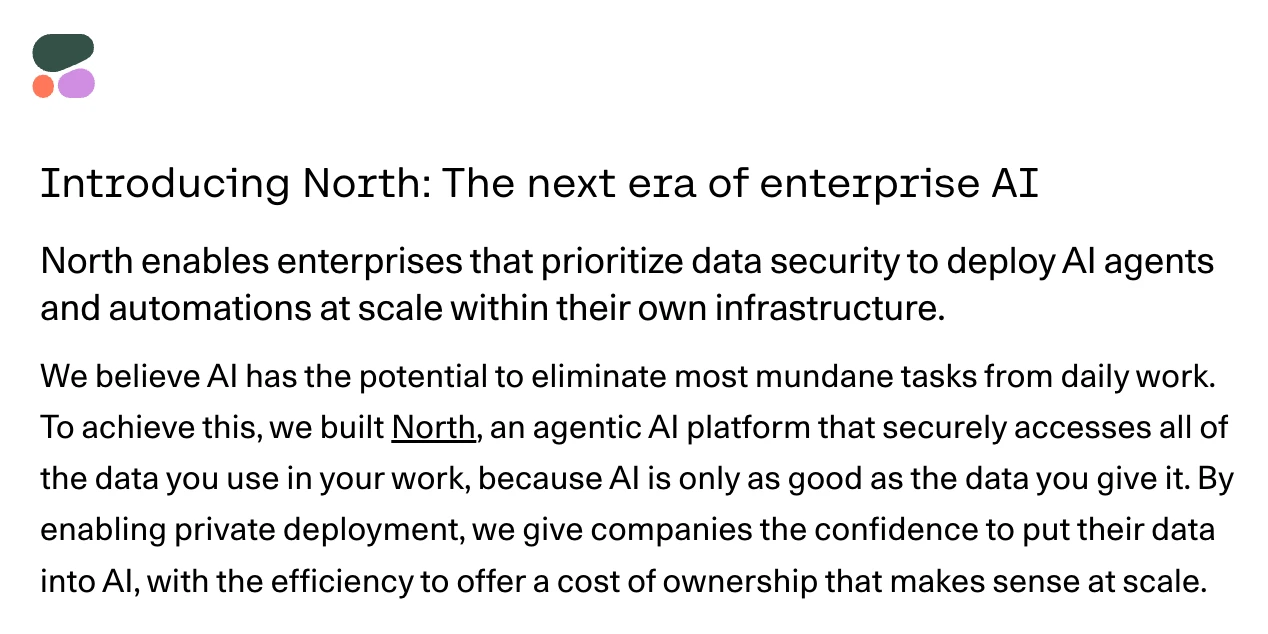 Introducing North: The next era of enterprise AI
North enables enterprises that prioritize data security to deploy AI agents
and automations at scale within their own infrastructure.
We believe AI has the potential to eliminate most mundane tasks from daily work.
To achieve this, we built North, an agentic AI platform that securely accesses all of
the data you use in your work, because AI is only as good as the data you give it. By
enabling private deployment, we give companies the confidence to put their data
into AI, with the efficiency to offer a cost of ownership that makes sense at scale.